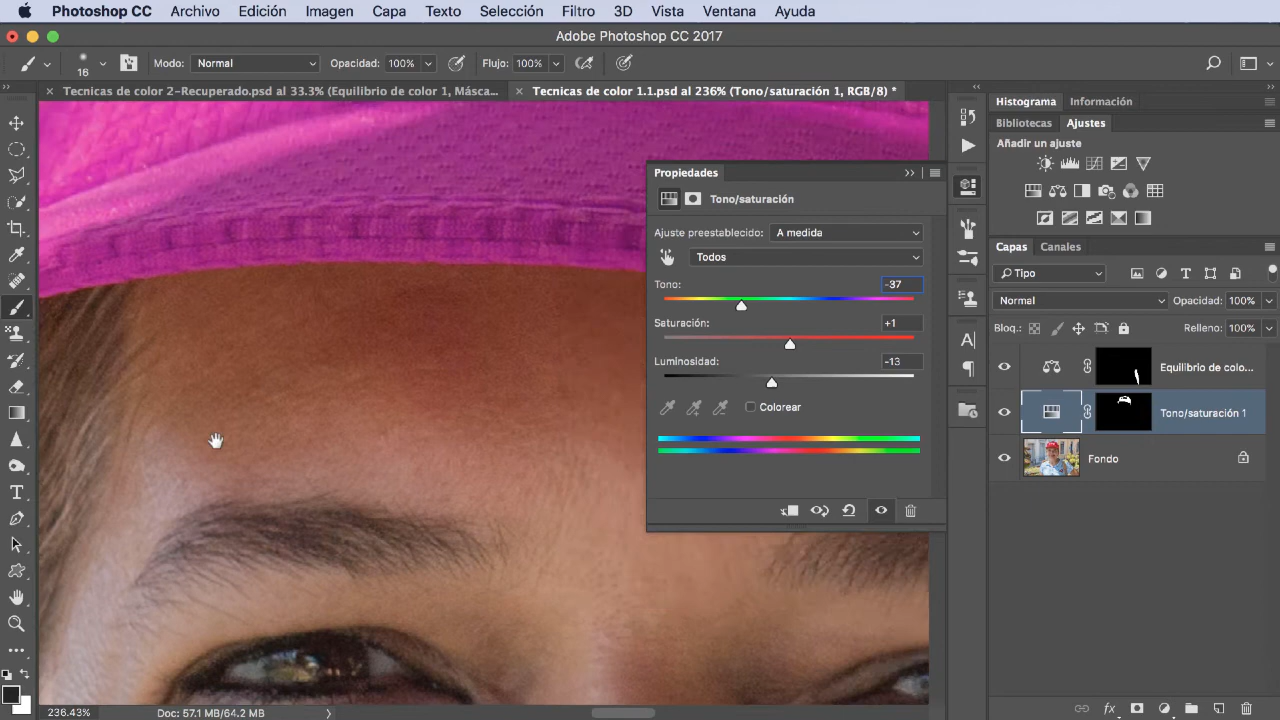 Photoshop CC Archivo Edición Imagen Capa Texto Selección Filtro 3D Vista Ventana Ayuda
Adobe Photoshop CC 2017
16 Modo: Normal Opacidad: 100% Flujo: 100%
Tecnicas de color 2-Recuperado.psd al 33.3% (Equilibrio de color 1, Másca...
Tecnicas de color 1.1.psd al 236% (Tono/saturación 1, RGB/8) *
Histograma Información
Bibliotecas Ajustes
Añadir un ajuste
Propiedades
Tono/saturación
Ajuste preestablecido: A medida
Todos
Tono: -37
Saturación: +1
Luminosidad: -13
Colorear
Capas Canales
Tipo
Normal Opacidad: 100%
Bloq.: Relleno: 100%
Equilibrio de colo...
Tono/saturación 1
Fondo
fx
236.43% Doc: 57.1 MB/64.2 MB